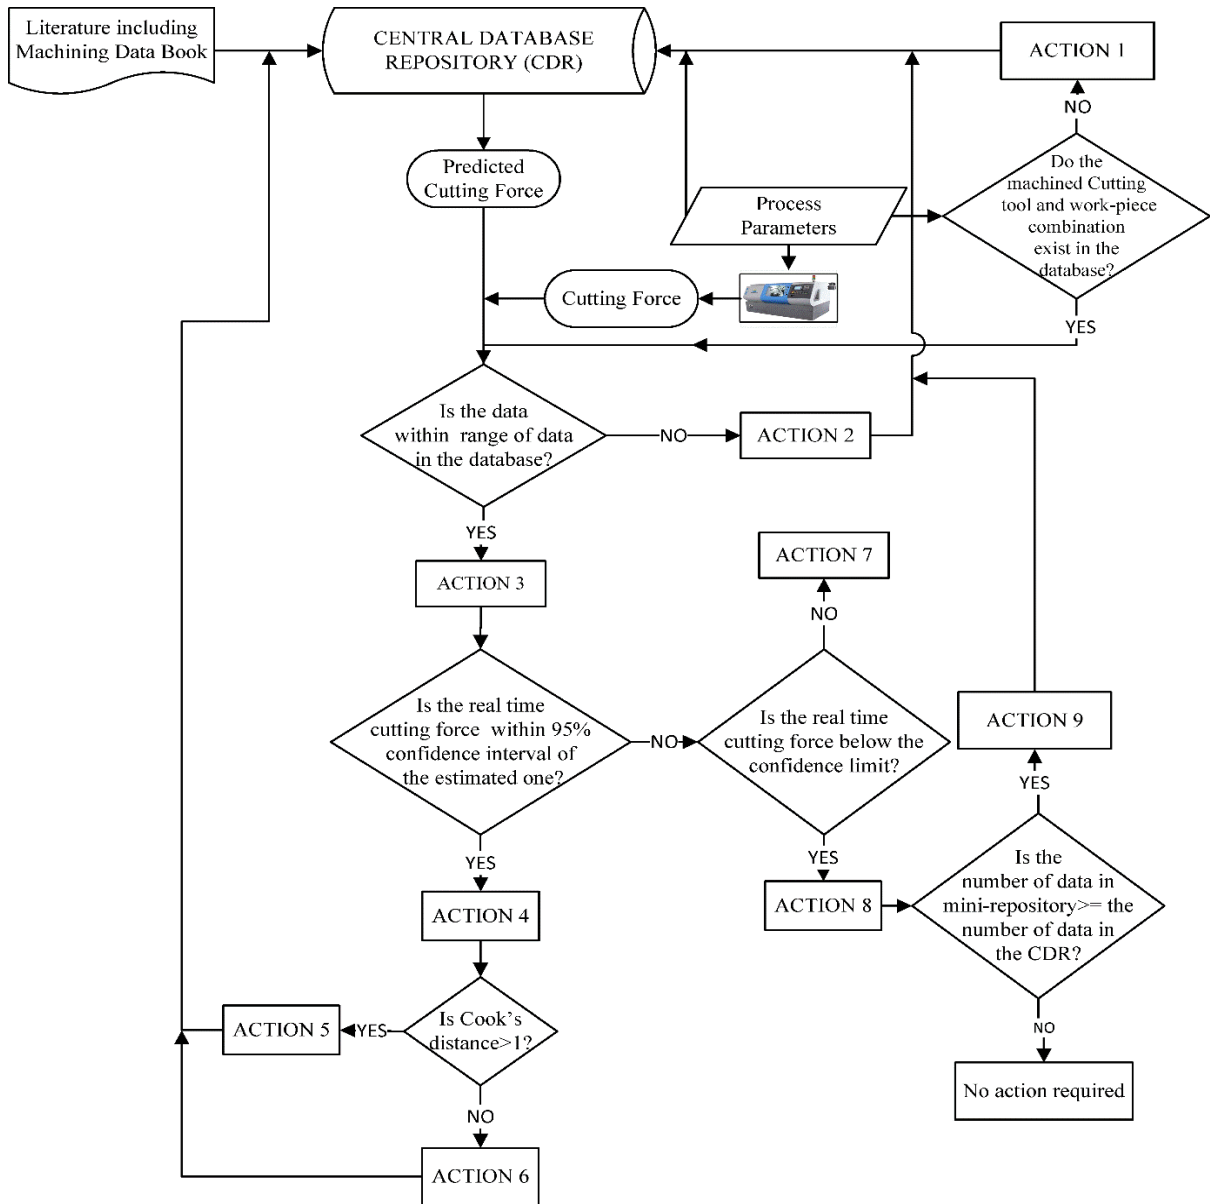 Literature including
Machining Data Book
CENTRAL DATABASE
REPOSITORY (CDR)
ACTION 1
NO
Predicted
Cutting Force
Process
Parameters
Do the
machined Cutting
tool and work-piece
combination
exist in the
database?
Cutting Force
YES
Is the data
within range of data
in the database?
NO
ACTION 2
YES
ACTION 3
ACTION 7
NO
Is the real time
cutting force within 95%
confidence interval of
the estimated one?
NO
Is the real time
cutting force below the
confidence limit?
ACTION 9
YES
YES
YES
ACTION 4
ACTION 8
Is the
number of data in
mini-repository>= the
number of data in
the CDR?
ACTION 5
YES
Is Cook's
distance>1?
NO
No action required
NO
ACTION 6